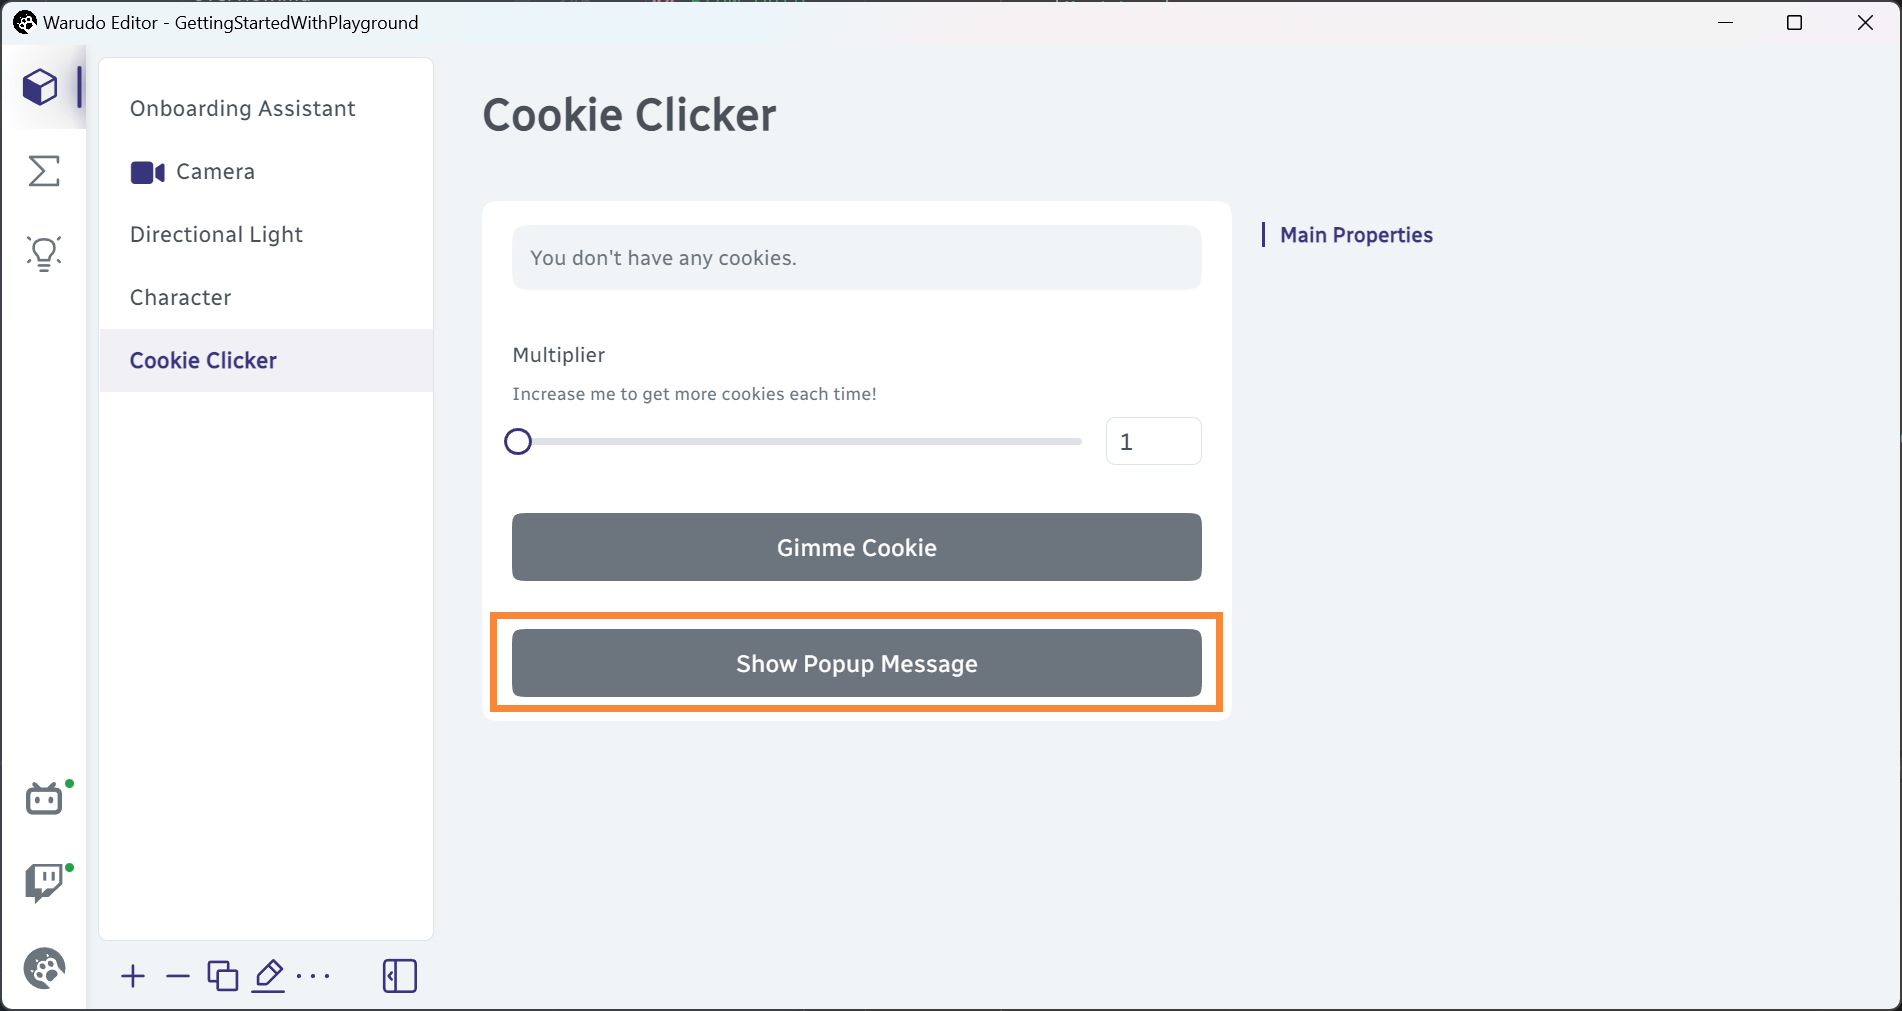 Warudo Editor - GettingStartedWithPlayground
Onboarding Assistant
Camera
Directional Light
Character
Cookie Clicker
Cookie Clicker
You don't have any cookies.
Multiplier
Increase me to get more cookies each time!
1
Gimme Cookie
Show Popup Message
Main Properties